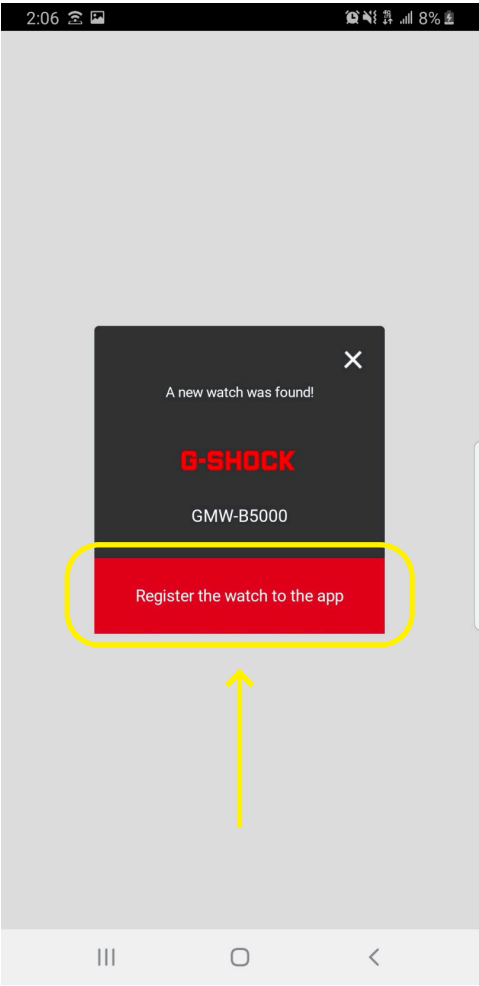 2:06 8%
A new watch was found!
G-SHOCK
GMW-B5000
Register the watch to the app